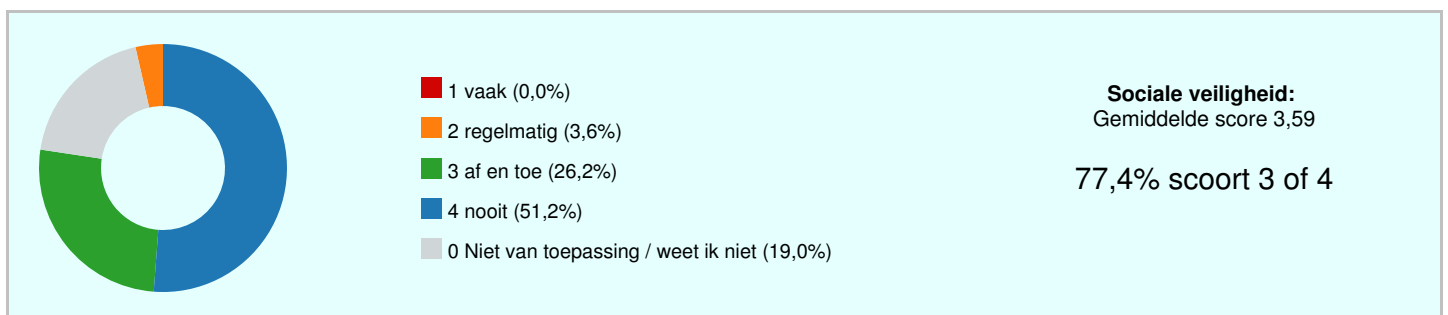 1 vaak (0,0%)
2 regelmatig (3,6%)
3 af en toe (26,2%)
4 nooit (51,2%)
0 Niet van toepassing / weet ik niet (19,0%)
Sociale veiligheid:
Gemiddelde score 3,59
77,4% scoort 3 of 4